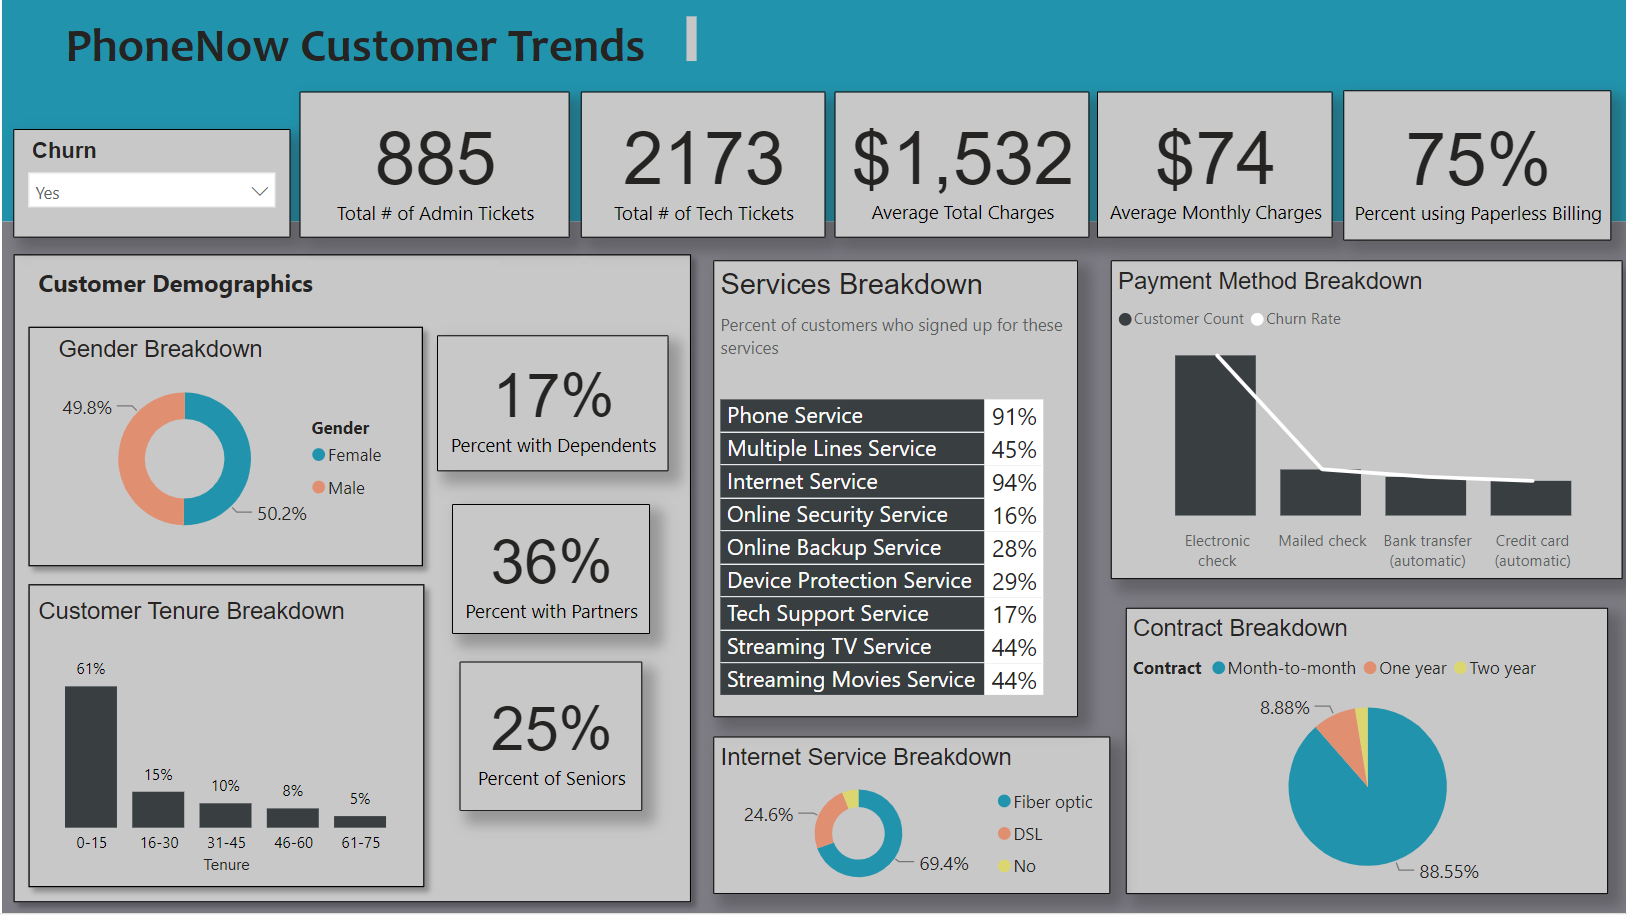 PhoneNow Customer Trends
Churn
Yes
885
Total # of Admin Tickets
2173
Total # of Tech Tickets
$1,532
Average Total Charges
$74
Average Monthly Charges
75%
Percent using Paperless Billing
Customer Demographics
Gender Breakdown
49.8%
50.2%
Gender
Female
Male
17%
Percent with Dependents
36%
Percent with Partners
25%
Percent of Seniors
Customer Tenure Breakdown
61%
15%
10%
8%
5%
0-15
16-30
31-45
46-60
61-75
Tenure
Services Breakdown
Percent of customers who signed up for these
services
Phone Service 91%
Multiple Lines Service 45%
Internet Service 94%
Online Security Service 16%
Online Backup Service 28%
Device Protection Service 29%
Tech Support Service 17%
Streaming TV Service 44%
Streaming Movies Service 44%
Internet Service Breakdown
24.6%
69.4%
Fiber optic
DSL
No
Payment Method Breakdown
Customer Count Churn Rate
Electronic
check
Mailed check
Bank transfer
(automatic)
Credit card
(automatic)
Contract Breakdown
Contract Month-to-month One year Two year
8.88%
88.55%